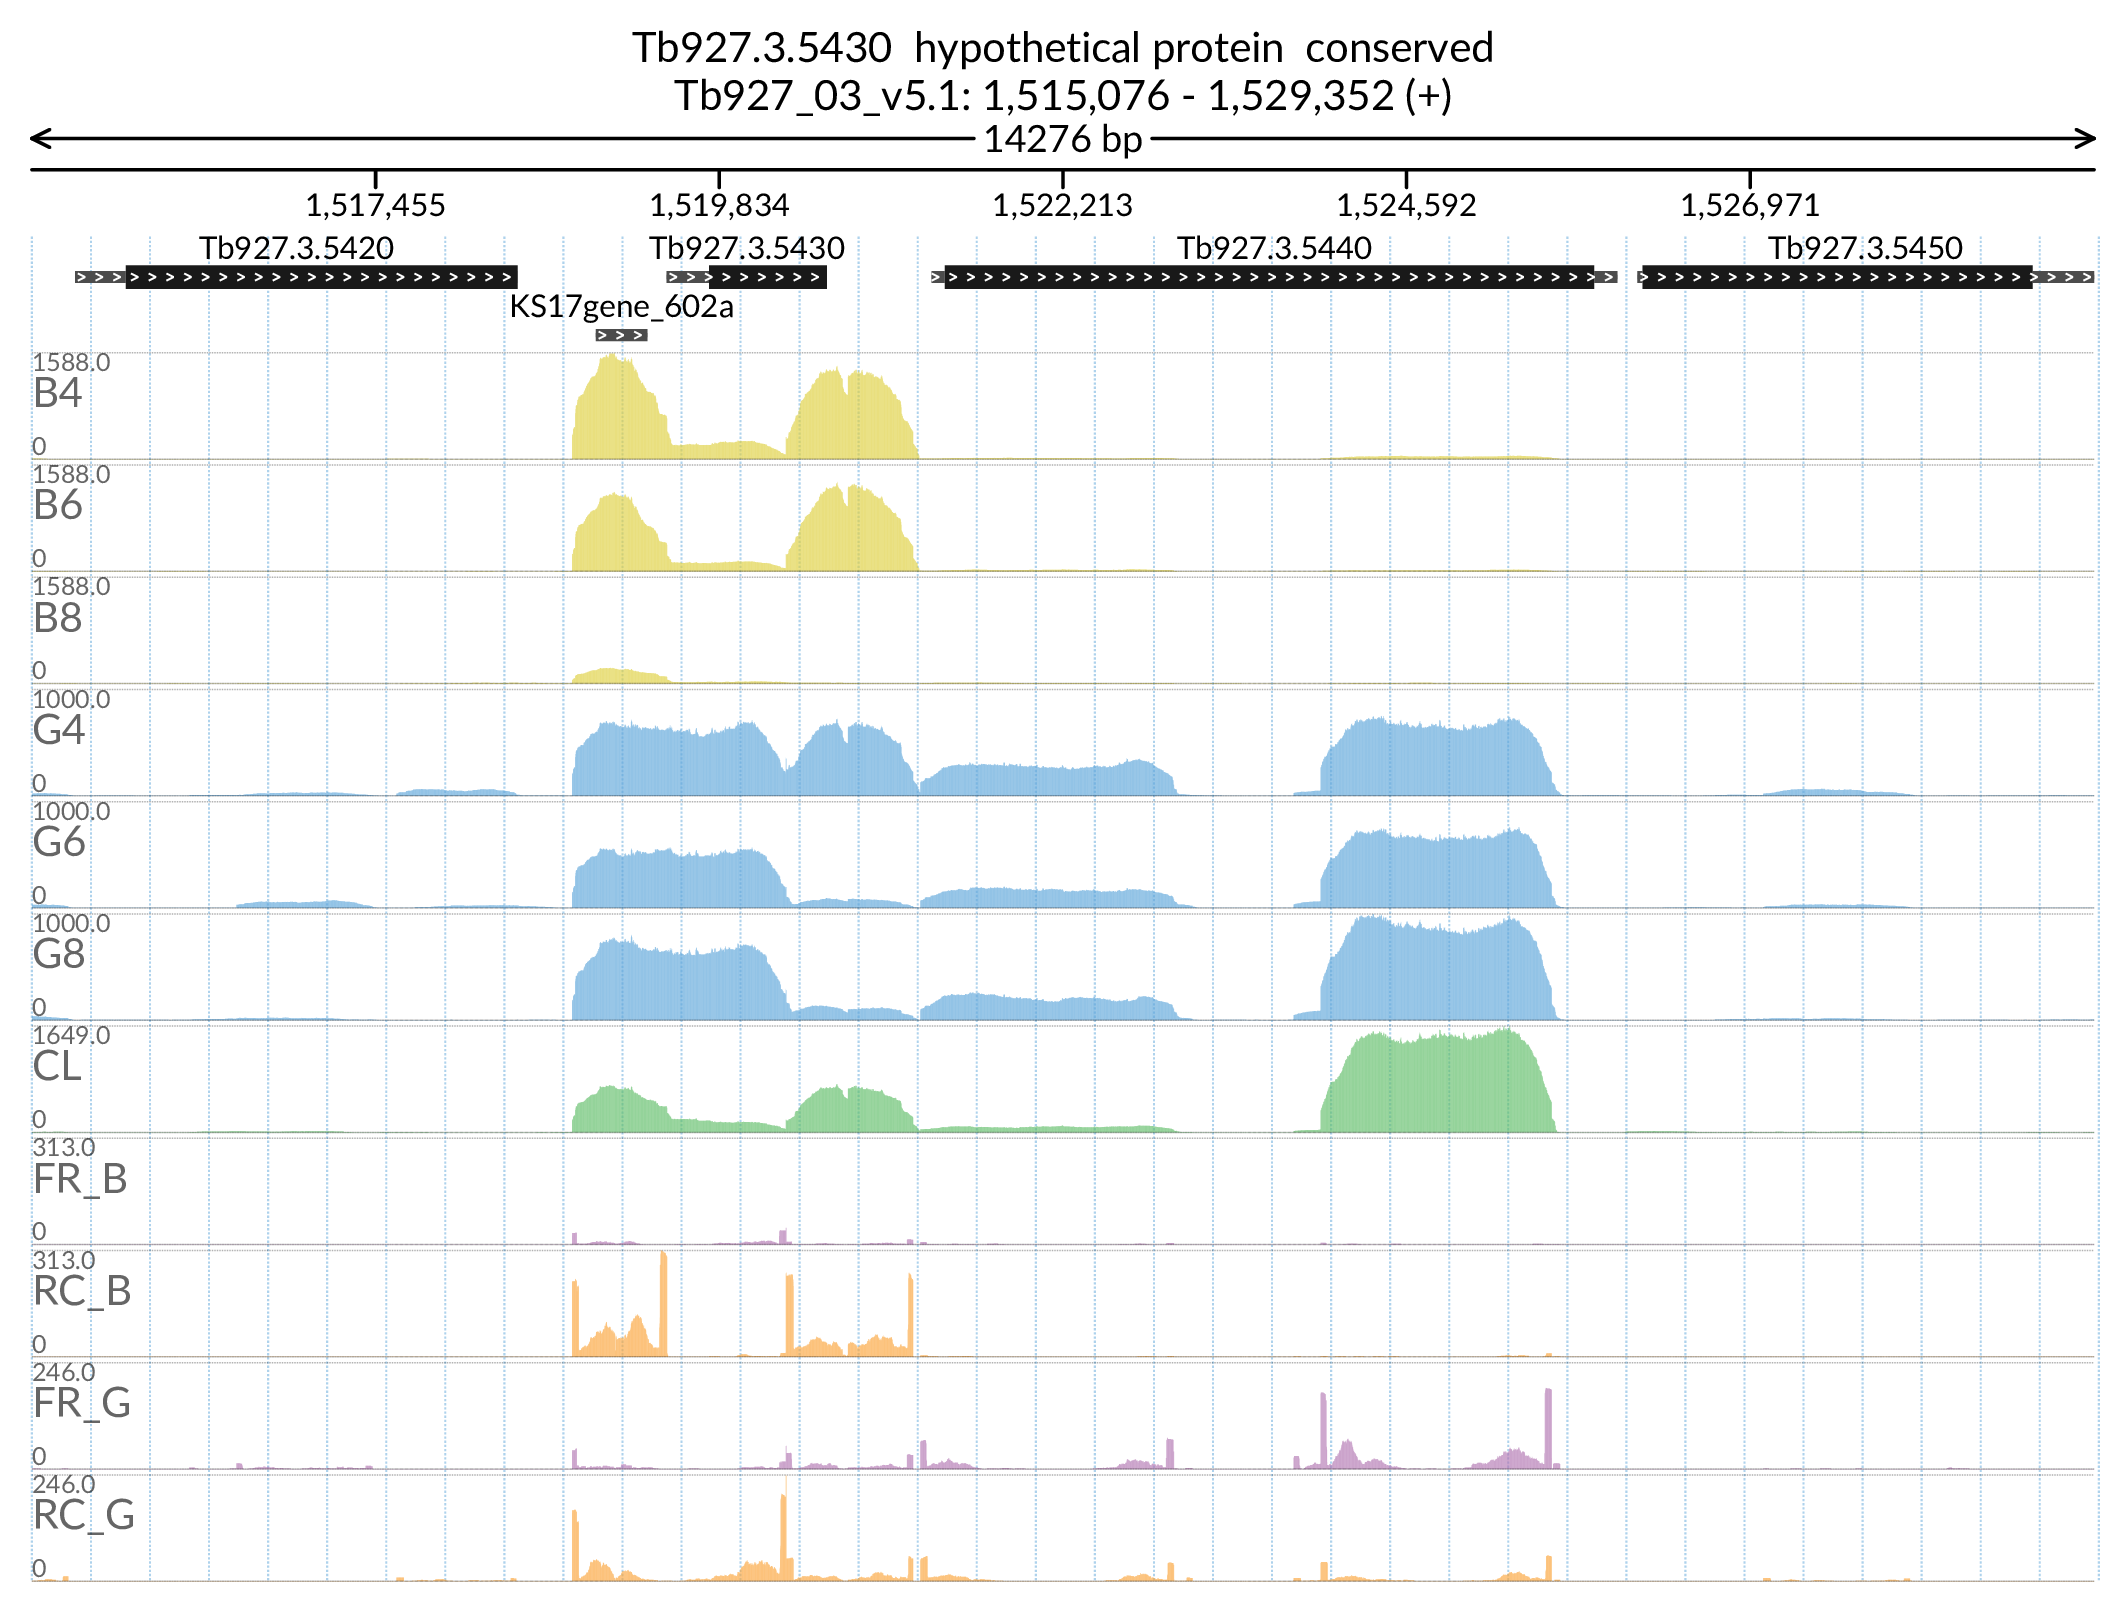 Tb927.3.5430  hypothetical protein  conserved
Tb927_03_v5.1: 1,515,076 - 1,529,352 (+)
14276 bp
1,517,455 1,519,834 1,522,213 1,524,592 1,526,971
Tb927.3.5420 Tb927.3.5430 Tb927.3.5440 Tb927.3.5450
KS17gene_602a
1588.0
B4
0
1588.0
B6
0
1588.0
B8
0
1000.0
G4
0
1000.0
G6
0
1000.0
G8
0
1649.0
CL
0
313.0
FR_B
0
313.0
RC_B
0
246.0
FR_G
0
246.0
RC_G
0